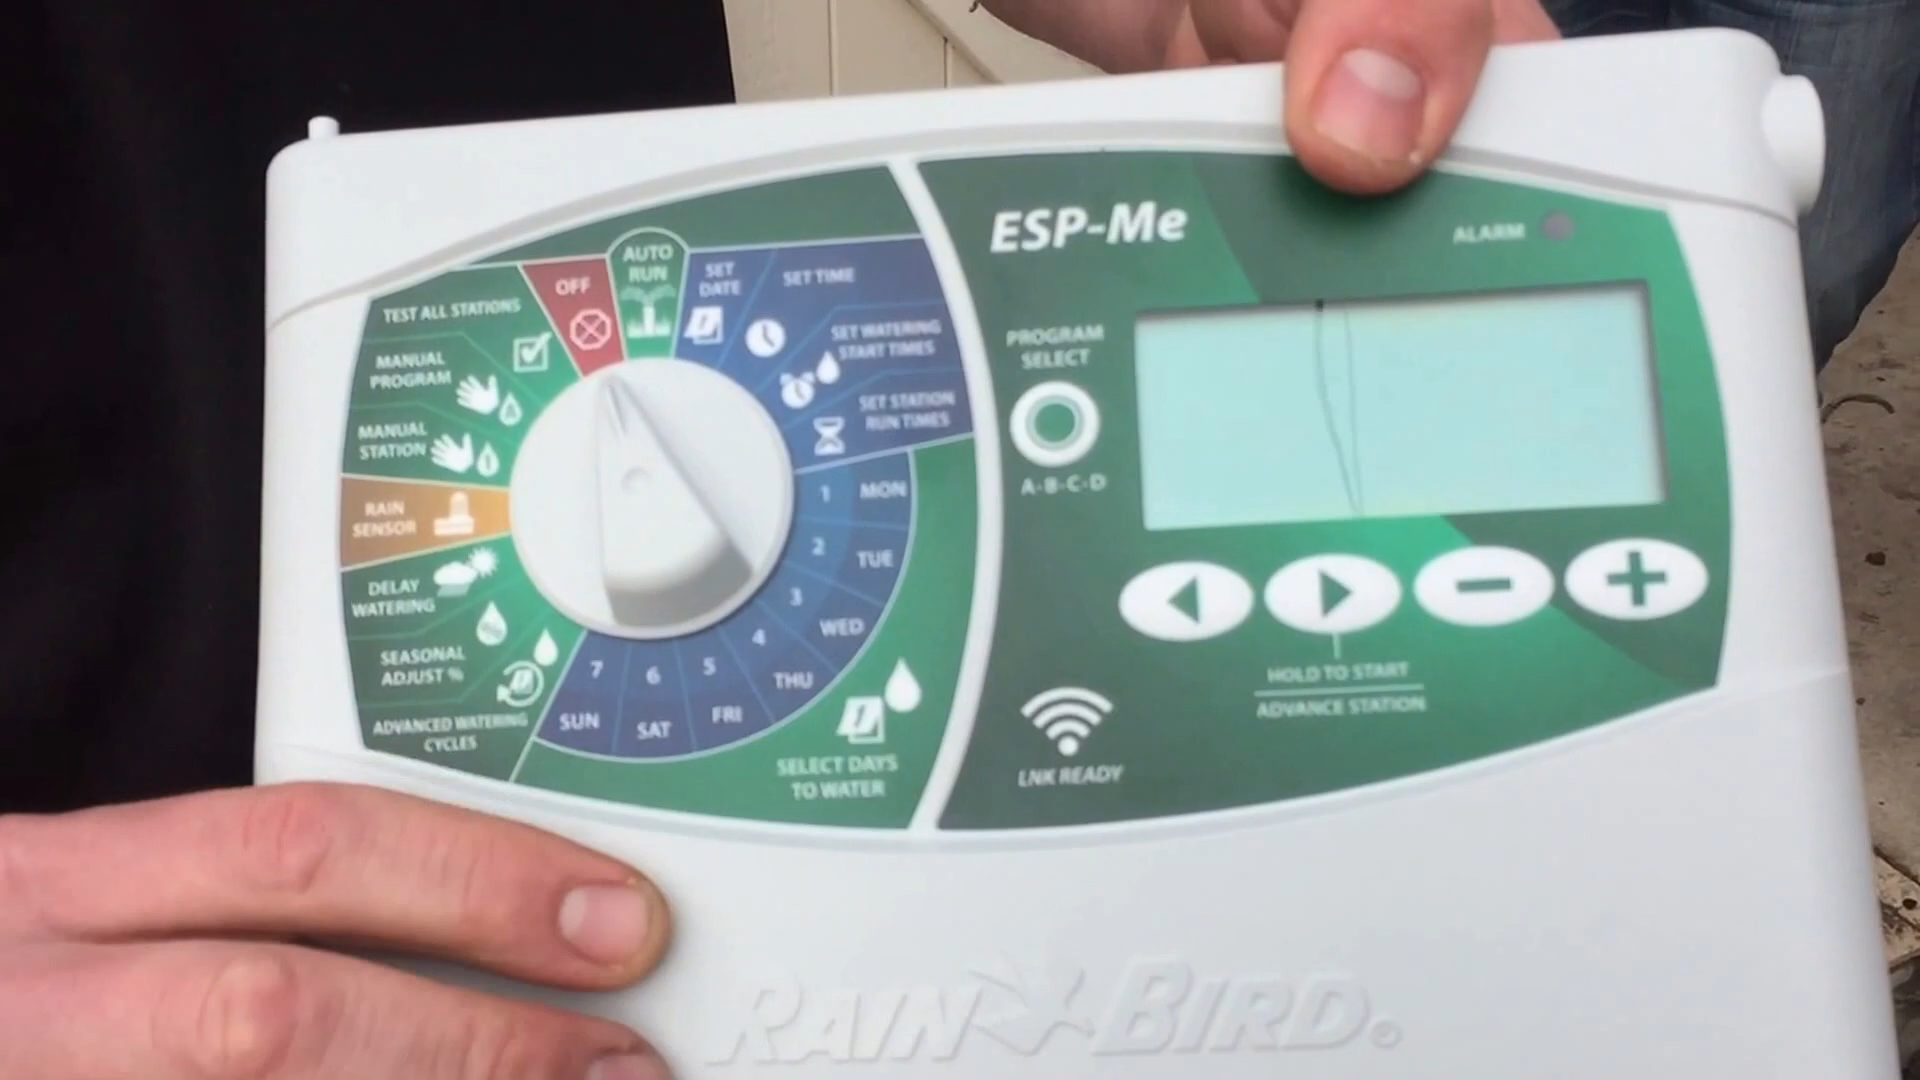 ESP-Me
ALARM
OFF
AUTO
RUN
SET
DATE
SET TIME
SET WATERING
START TIMES
SET STATION
RUN TIMES
TEST ALL STATIONS
MANUAL
PROGRAM
MANUAL
STATION
RAIN
SENSOR
DELAY
WATERING
SEASONAL
ADJUST %
ADVANCED WATERING
CYCLES
1 MON
2 TUE
3 WED
4 THU
5 FRI
6 SAT
7 SUN
SELECT DAYS
TO WATER
PROGRAM
SELECT
A-B-C-D
HOLD TO START
ADVANCE STATION
LNK READY
RAIN BIRD®